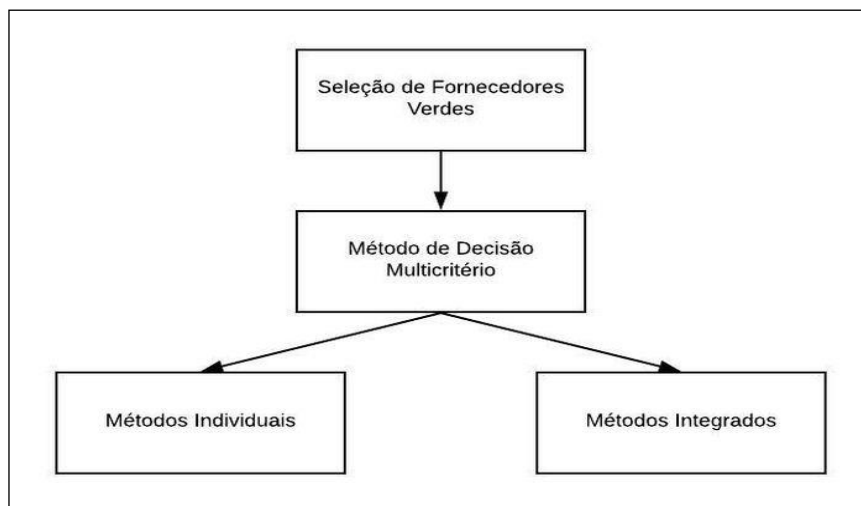 Seleção de Fornecedores
Verdes
Método de Decisão
Multicritério
Métodos Individuais
Métodos Integrados